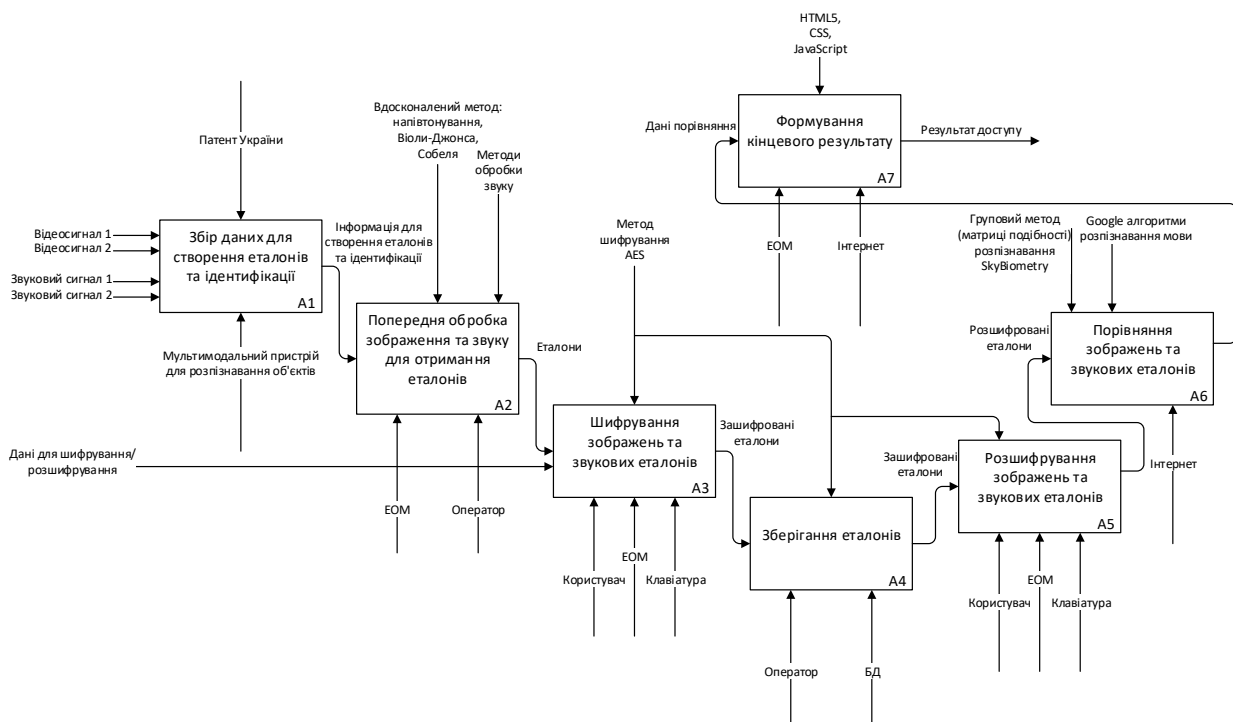 HTML5,
CSS,
JavaScript
Патент України
Вдосконалений метод:
напівтонування,
Віоли-Джонса,
Собеля
Методи
обробки
звуку
Дані порівняння
Формування
кінцевого результату
A7
Результат доступу
Відеосигнал 1
Відеосигнал 2
Звуковий сигнал 1
Звуковий сигнал 2
Збір даних для
створення еталонів
та ідентифікації
A1
Інформація для
створення еталонів
та ідентифікації
Метод
шифрування
AES
ЕОМ
Інтернет
Груповий метод
(матриці подібності)
розпізнавання
SkyBiometry
Google алгоритми
розпізнавання мови
Мультимодальний пристрій
для розпізнавання об'єктів
Попередня обробка
зображення та звуку
для отримання
еталонів
A2
Еталони
Розшифровані
еталони
Порівняння
зображень та
звукових еталонів
A6
Дані для шифрування/
розшифрування
Шифрування
зображень та
звукових еталонів
A3
Зашифровані
еталони
Зашифровані
еталони
Розшифрування
зображень та
звукових еталонів
A5
Інтернет
ЕОМ
Оператор
Зберігання еталонів
A4
Користувач
ЕОМ
Клавіатура
Користувач
ЕОМ
Клавіатура
Оператор
БД